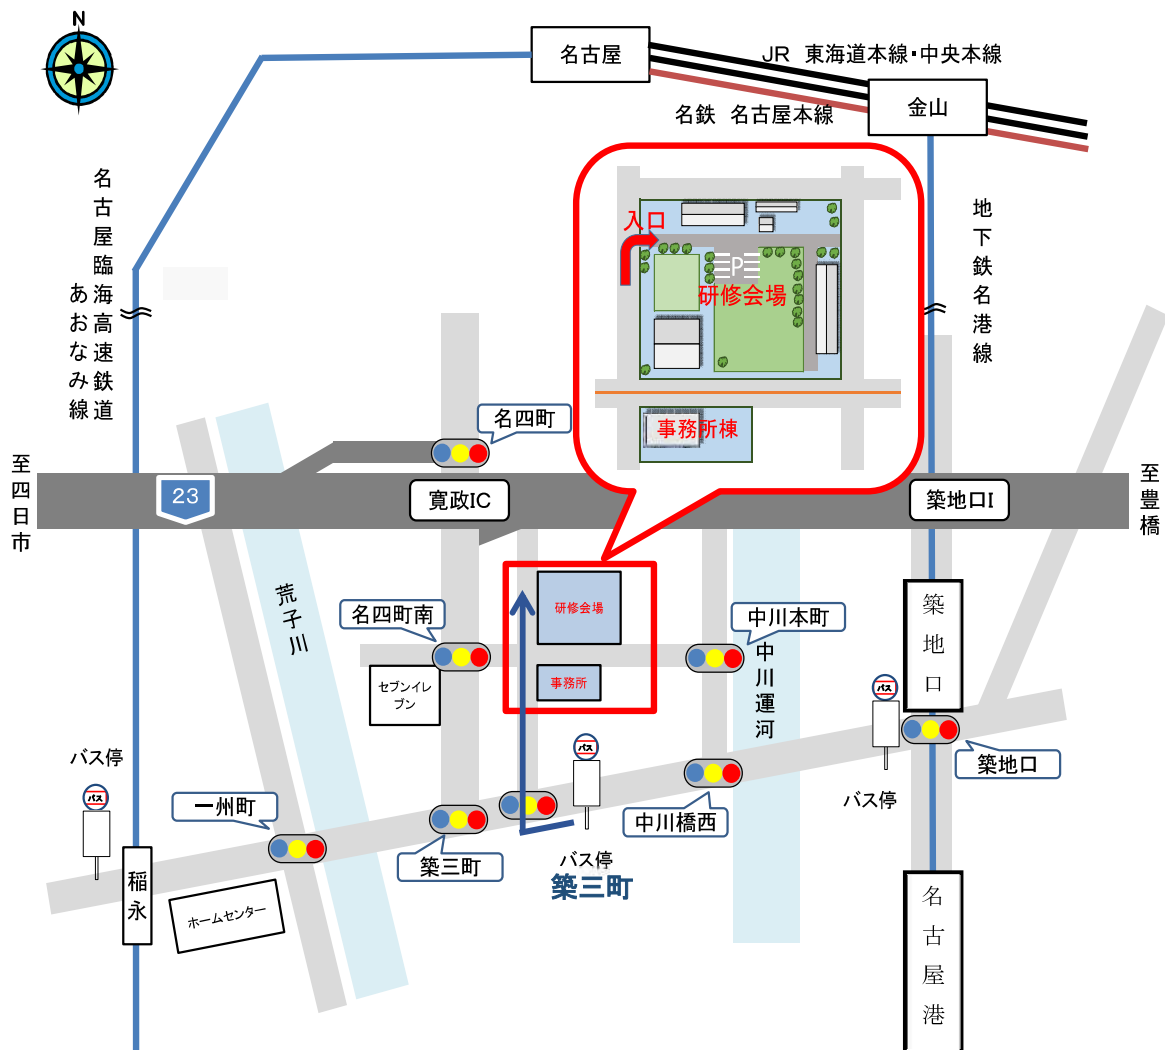 N
名古屋
JR 東海道本線・中央本線
金山
名鉄 名古屋本線
名古屋臨海高速鉄道
あおなみ線
地下鉄名港線
入口
P
研修会場
事務所棟
名四町
至四日市
23
寛政IC
築地口I
至豊橋
荒子川
名四町南
研修会場
中川本町
築地口
中川運河
セブンイレ
ブン
事務所
バス
バス
築地口
バス停
バス
バス停
一州町
中川橋西
バス停
築三町
築三町
稲永
ホームセンター
名古屋港